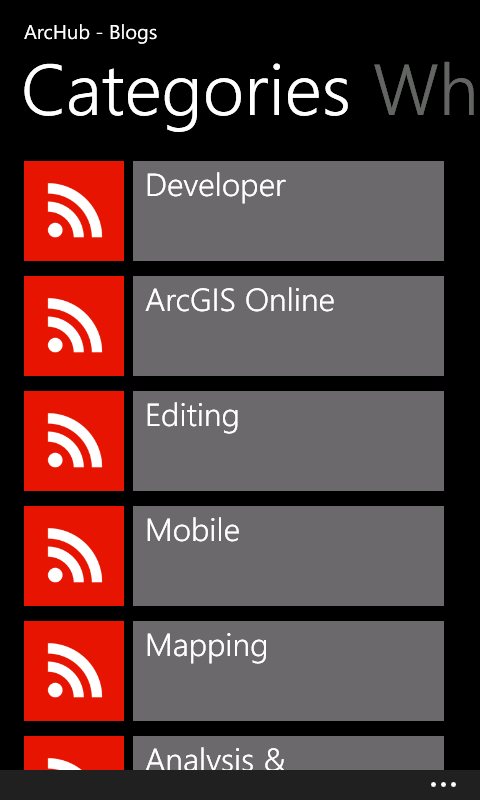 ArcHub - Blogs
Categories Wh
Developer
ArcGIS Online
Editing
Mobile
Mapping
Analysis &